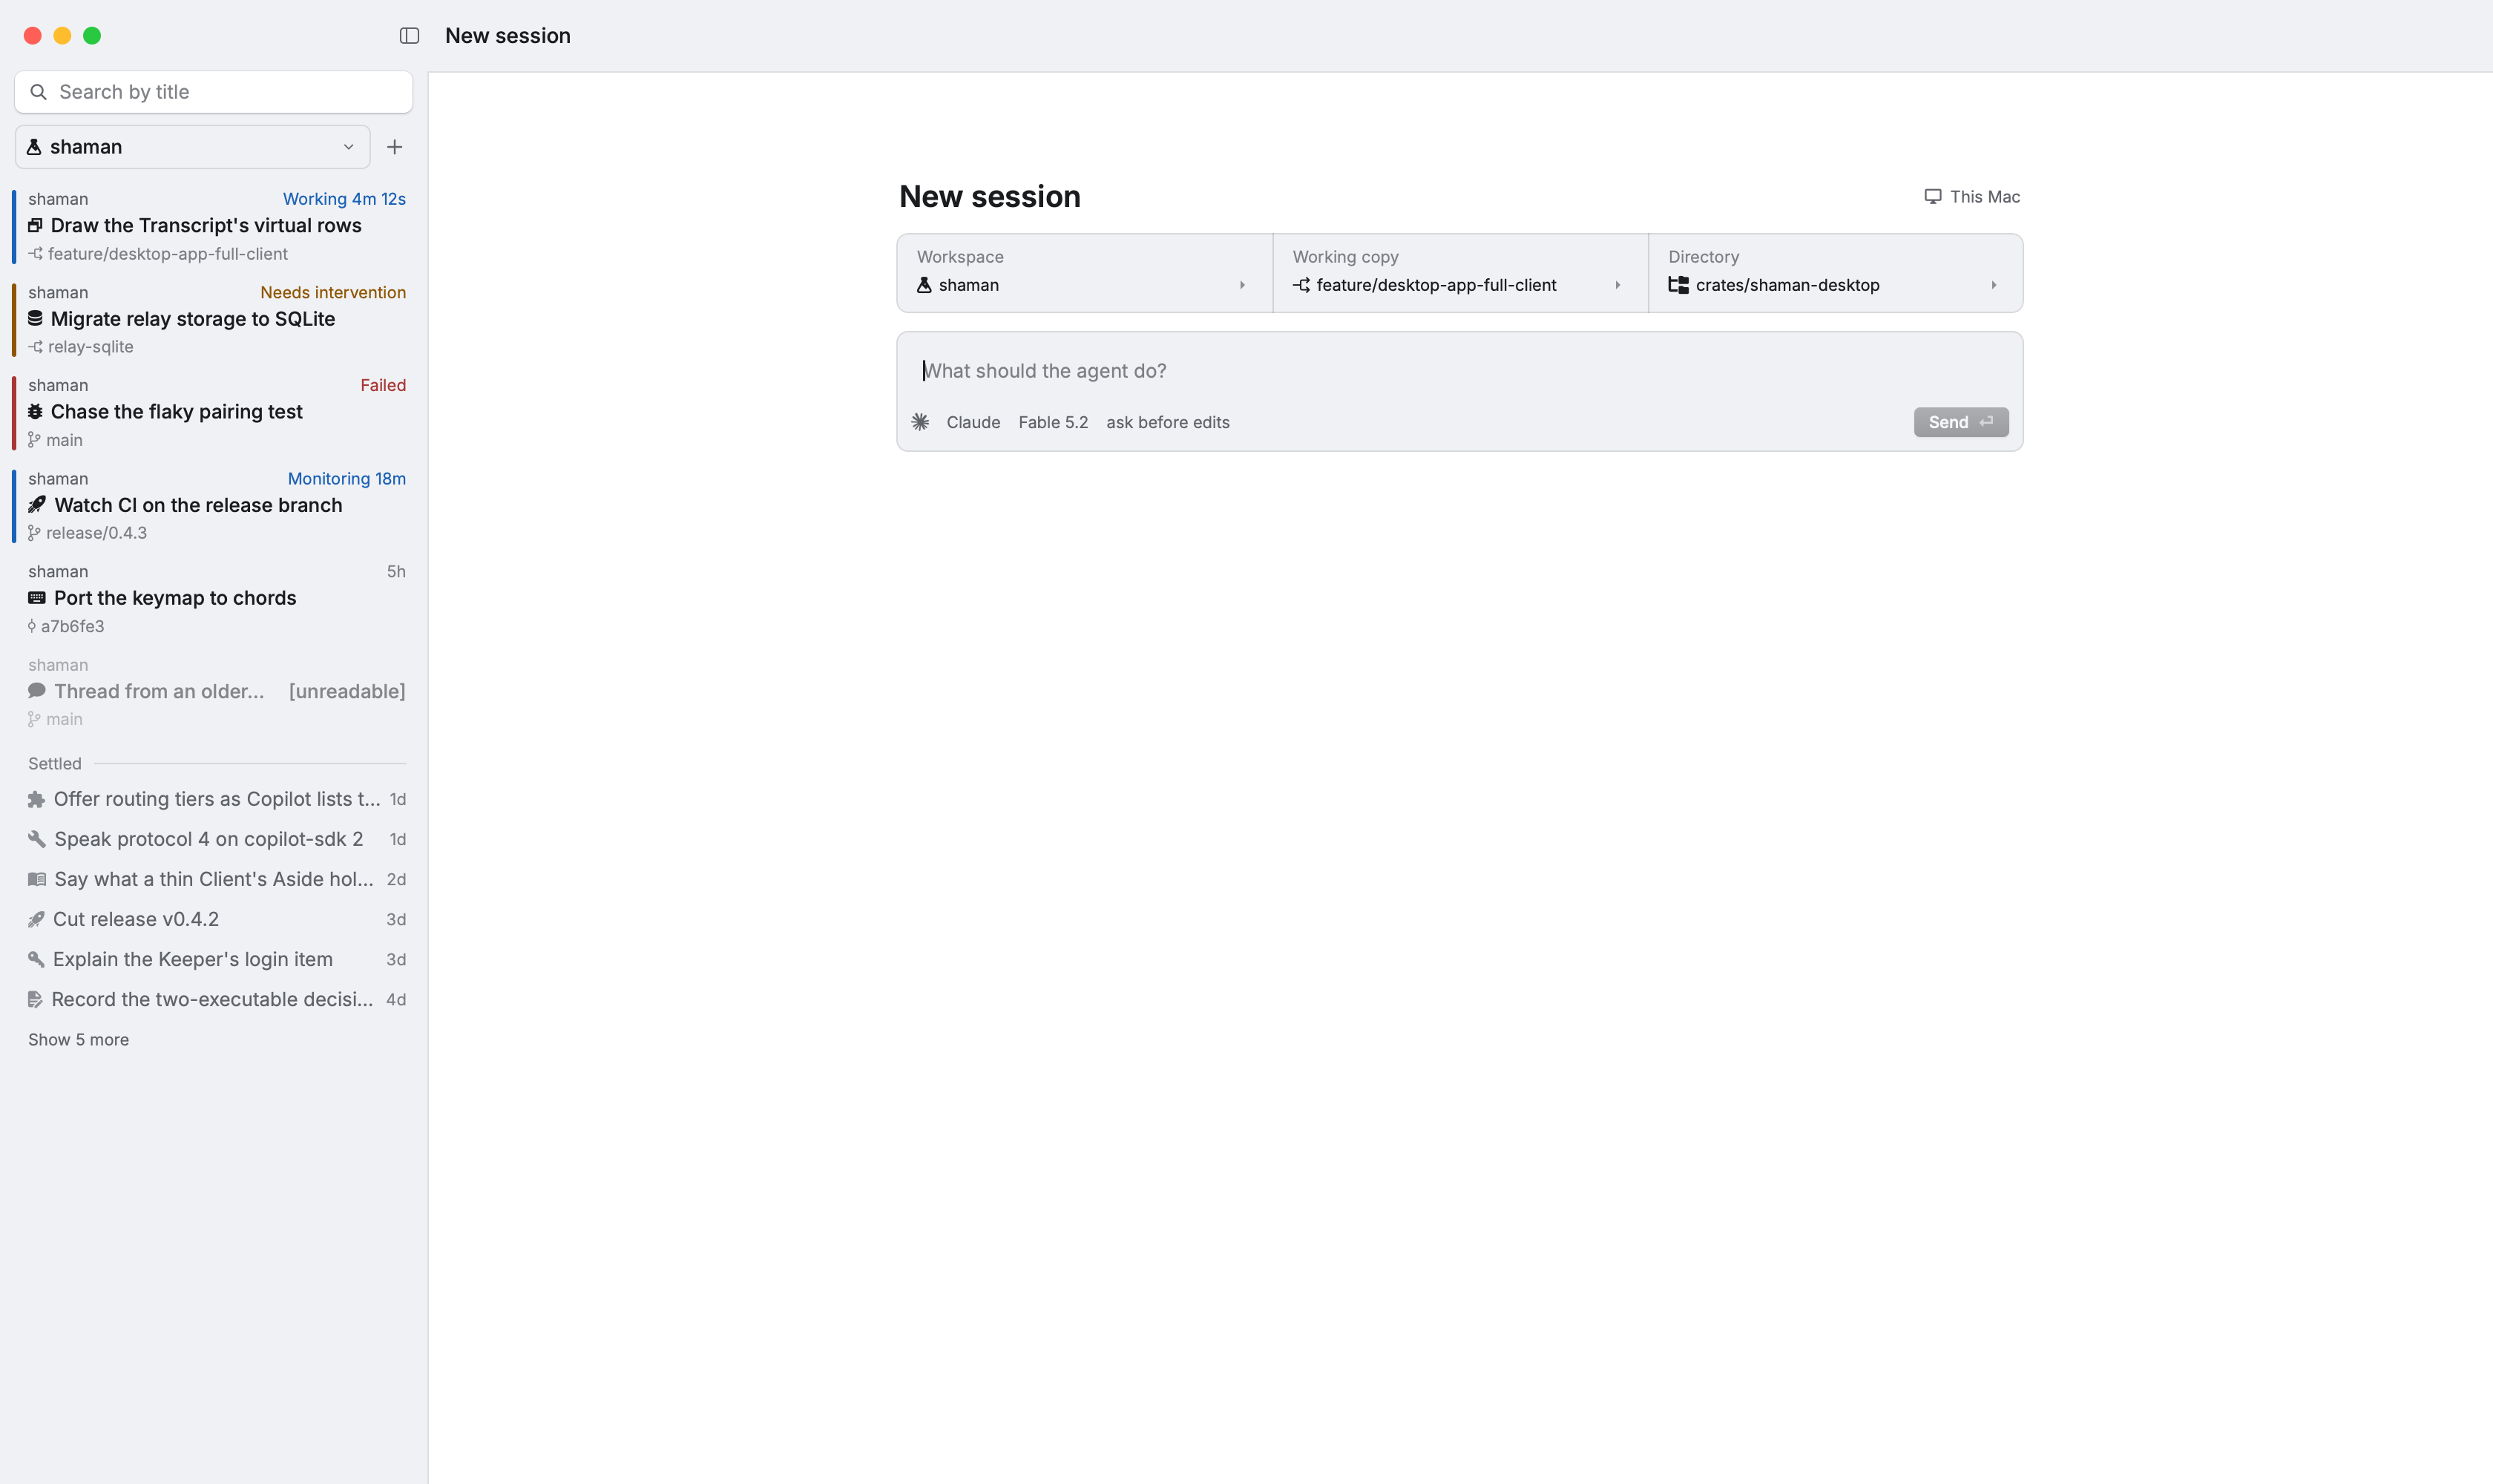 New session
Search by title
shaman
shaman Working 4m 12s
Draw the Transcript's virtual rows
feature/desktop-app-full-client
shaman Needs intervention
Migrate relay storage to SQLite
relay-sqlite
shaman Failed
Chase the flaky pairing test
main
shaman Monitoring 18m
Watch CI on the release branch
release/0.4.3
shaman 5h
Port the keymap to chords
a7b6fe3
shaman
Thread from an older... [unreadable]
main
Settled
Offer routing tiers as Copilot lists t... 1d
Speak protocol 4 on copilot-sdk 2 1d
Say what a thin Client's Aside hol... 2d
Cut release v0.4.2 3d
Explain the Keeper's login item 3d
Record the two-executable decisi... 4d
Show 5 more
New session This Mac
Workspace Working copy Directory
shaman feature/desktop-app-full-client crates/shaman-desktop
What should the agent do?
Claude Fable 5.2 ask before edits Send